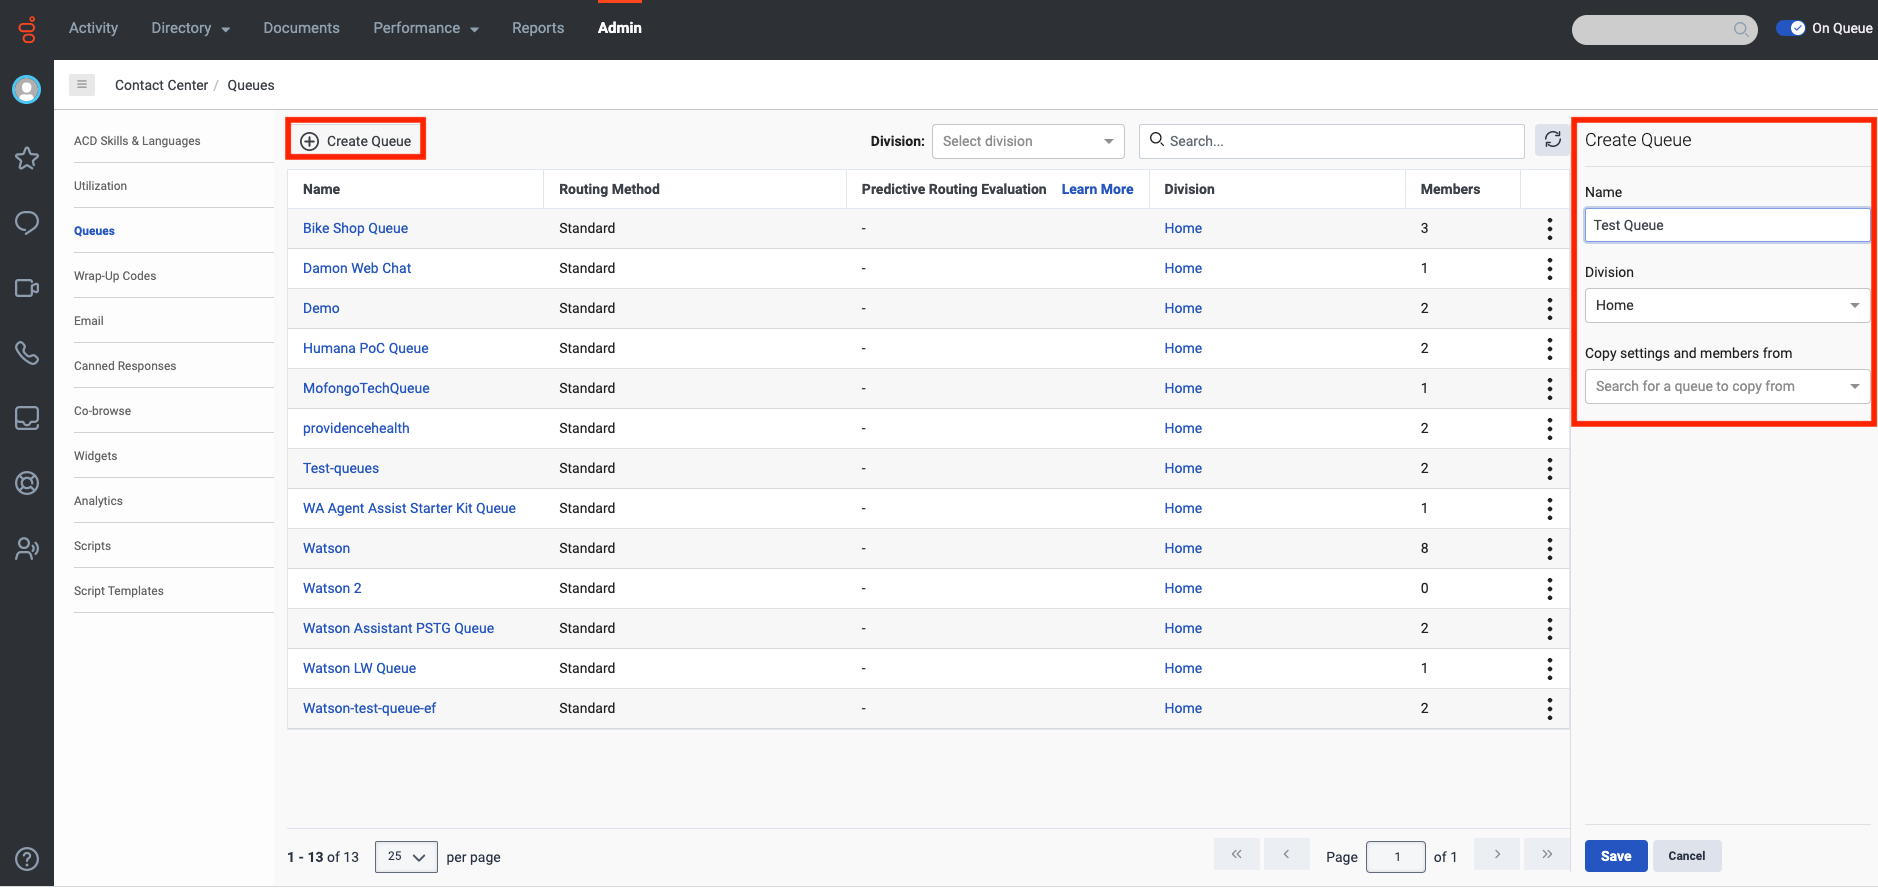 Activity
Directory
Documents
Performance
Reports
Admin
On Queue
Contact Center / Queues
ACD Skills & Languages
Utilization
Queues
Wrap-Up Codes
Email
Canned Responses
Co-browse
Widgets
Analytics
Scripts
Script Templates
Create Queue
Division: Select division
Search...
Name Routing Method Predictive Routing Evaluation Learn More Division Members
Bike Shop Queue Standard - Home 3
Damon Web Chat Standard - Home 1
Demo Standard - Home 2
Humana PoC Queue Standard - Home 2
MofongoTechQueue Standard - Home 1
providencehealth Standard - Home 2
Test-queues Standard - Home 2
WA Agent Assist Starter Kit Queue Standard - Home 1
Watson Standard - Home 8
Watson 2 Standard - Home 0
Watson Assistant PSTG Queue Standard - Home 2
Watson LW Queue Standard - Home 1
Watson-test-queue-ef Standard - Home 2
1 - 13 of 13 25 per page
Page 1 of 1
Create Queue
Name
Test Queue
Division
Home
Copy settings and members from
Search for a queue to copy from
Save Cancel